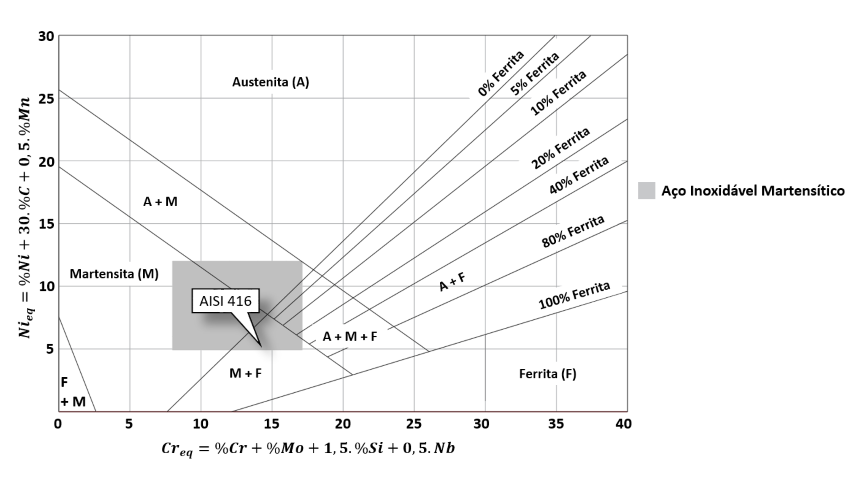 30
25
20
15
10
5
0 5 10 15 20 25 30 35 40
Ni_eq = %Ni + 30.%C + 0,5.%Mn
Cr_eq = %Cr + %Mo + 1,5.%Si + 0,5.Nb
Austenita (A)
A + M
Martensita (M)
F
+ M
AISI 416
M + F
A + M + F
A + F
Ferrita (F)
0% Ferrita
5% Ferrita
10% Ferrita
20% Ferrita
40% Ferrita
80% Ferrita
100% Ferrita
Aço Inoxidável Martensítico